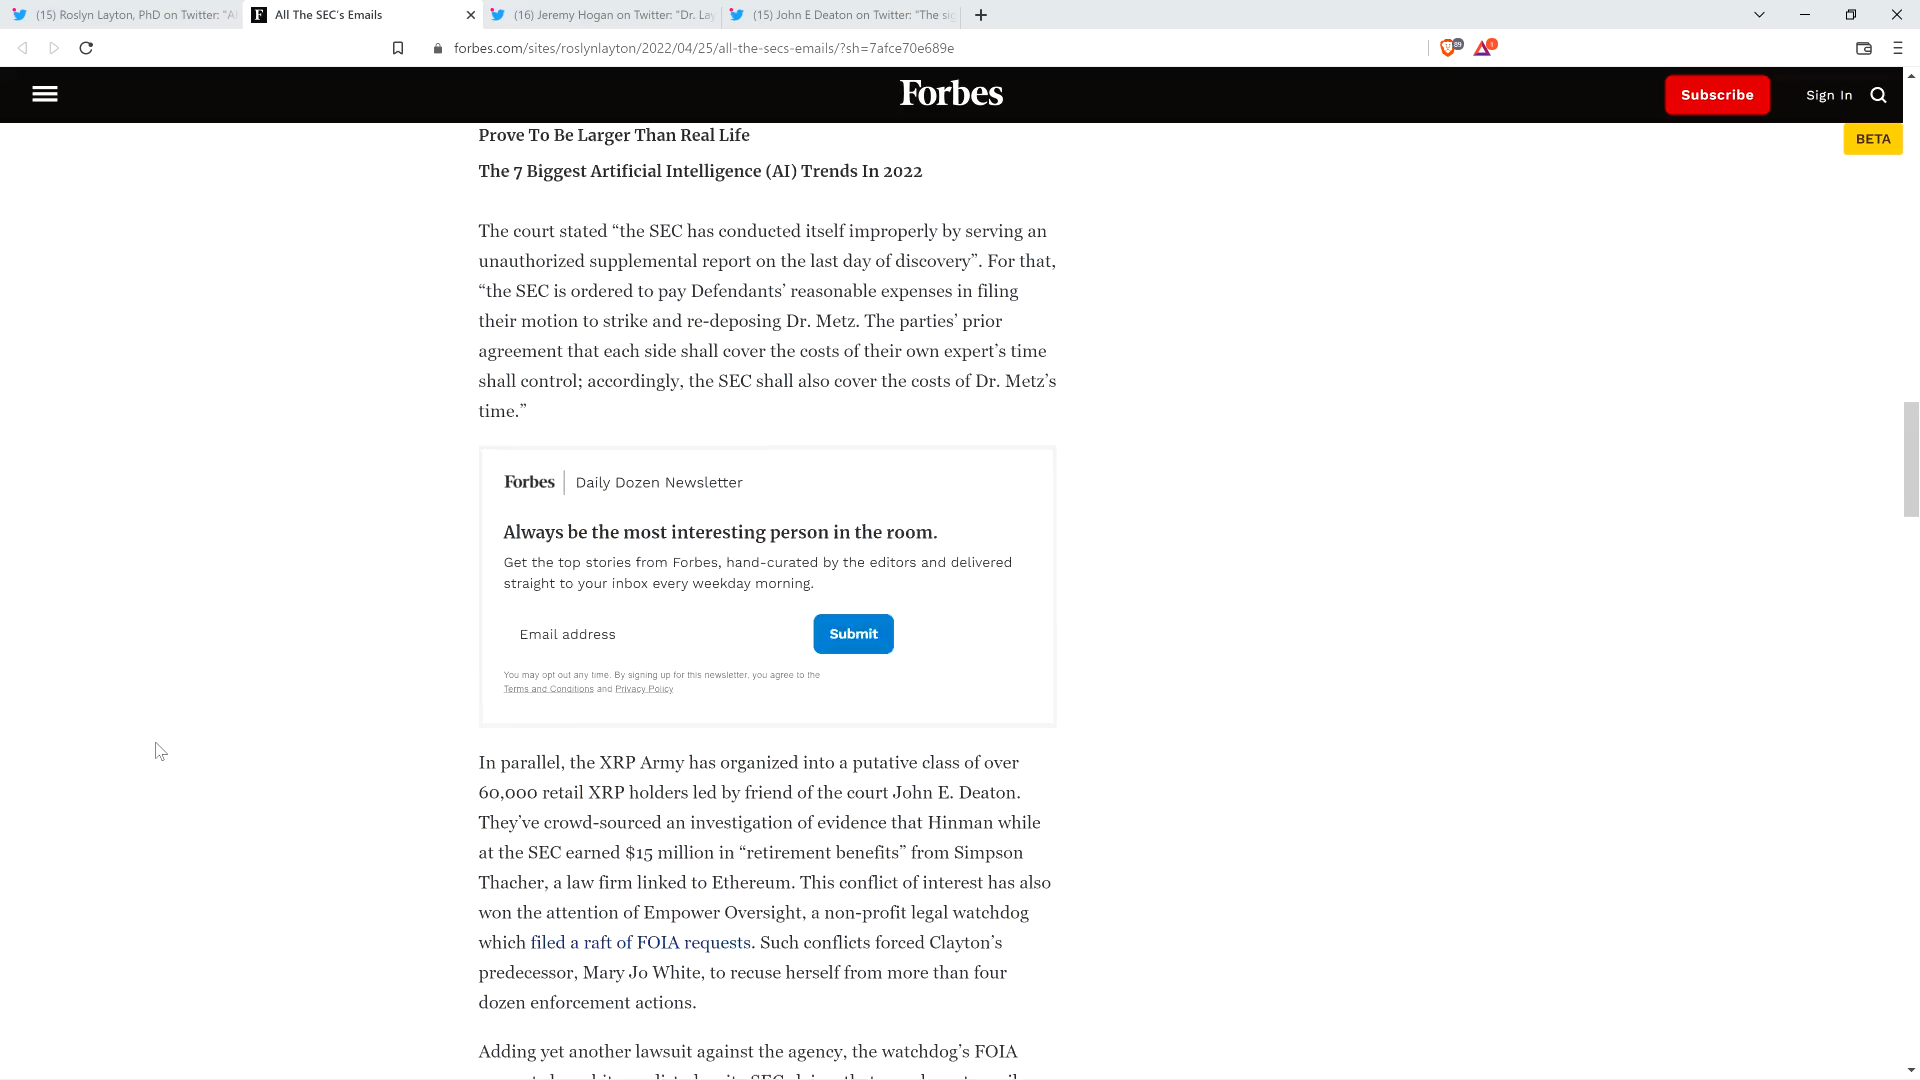 (15) Roslyn Layton, PhD on Twitter: "Al
All The SEC's Emails
(16) Jeremy Hogan on Twitter: "Dr. Lay
(15) John E Deaton on Twitter: "The sig
forbes.com/sites/roslynlayton/2022/04/25/all-the-secs-emails/?sh=7afce70e689e
89
1
Forbes
Subscribe
Sign In
BETA
Prove To Be Larger Than Real Life
The 7 Biggest Artificial Intelligence (AI) Trends In 2022
The court stated “the SEC has conducted itself improperly by serving an
unauthorized supplemental report on the last day of discovery”. For that,
“the SEC is ordered to pay Defendants’ reasonable expenses in filing
their motion to strike and re-deposing Dr. Metz. The parties’ prior
agreement that each side shall cover the costs of their own expert’s time
shall control; accordingly, the SEC shall also cover the costs of Dr. Metz’s
time.”
Forbes | Daily Dozen Newsletter
Always be the most interesting person in the room.
Get the top stories from Forbes, hand-curated by the editors and delivered
straight to your inbox every weekday morning.
Email address
Submit
You may opt out any time. By signing up for this newsletter, you agree to the
Terms and Conditions and Privacy Policy
In parallel, the XRP Army has organized into a putative class of over
60,000 retail XRP holders led by friend of the court John E. Deaton.
They’ve crowd-sourced an investigation of evidence that Hinman while
at the SEC earned $15 million in “retirement benefits” from Simpson
Thacher, a law firm linked to Ethereum. This conflict of interest has also
won the attention of Empower Oversight, a non-profit legal watchdog
which filed a raft of FOIA requests. Such conflicts forced Clayton’s
predecessor, Mary Jo White, to recuse herself from more than four
dozen enforcement actions.
Adding yet another lawsuit against the agency, the watchdog’s FOIA